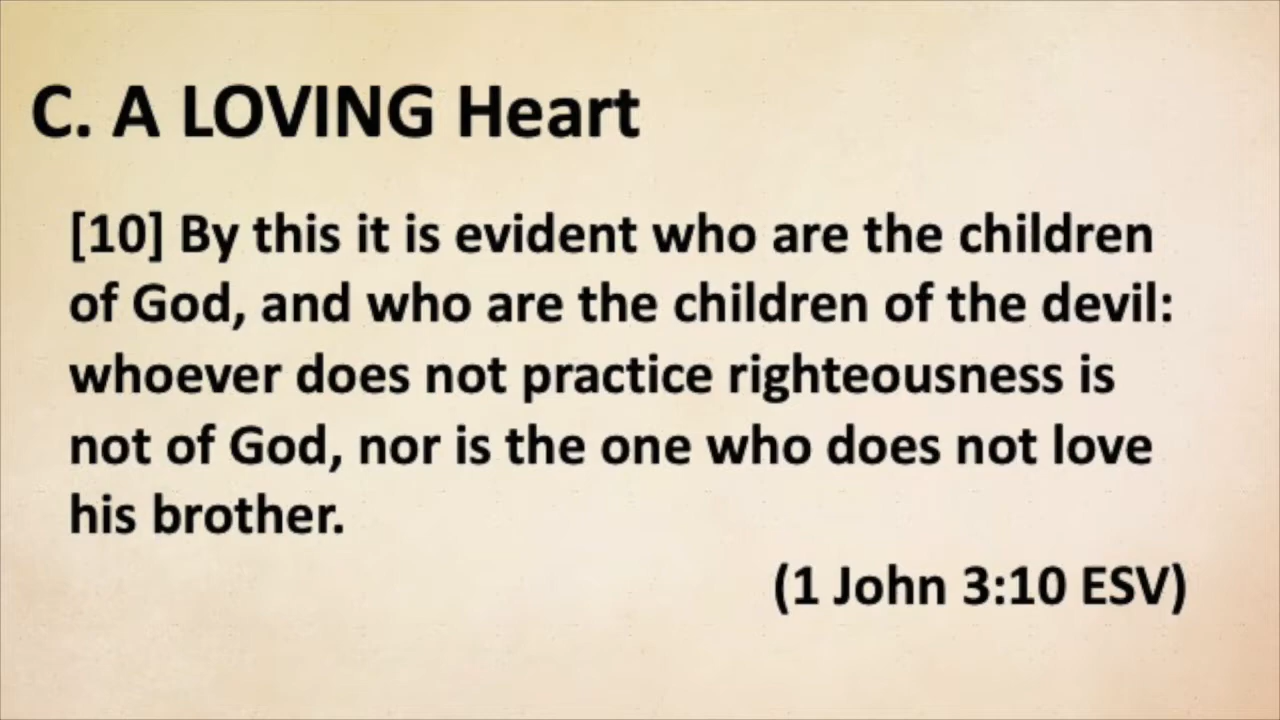 C. A LOVING Heart
[10] By this it is evident who are the children
of God, and who are the children of the devil:
whoever does not practice righteousness is
not of God, nor is the one who does not love
his brother.
(1 John 3:10 ESV)